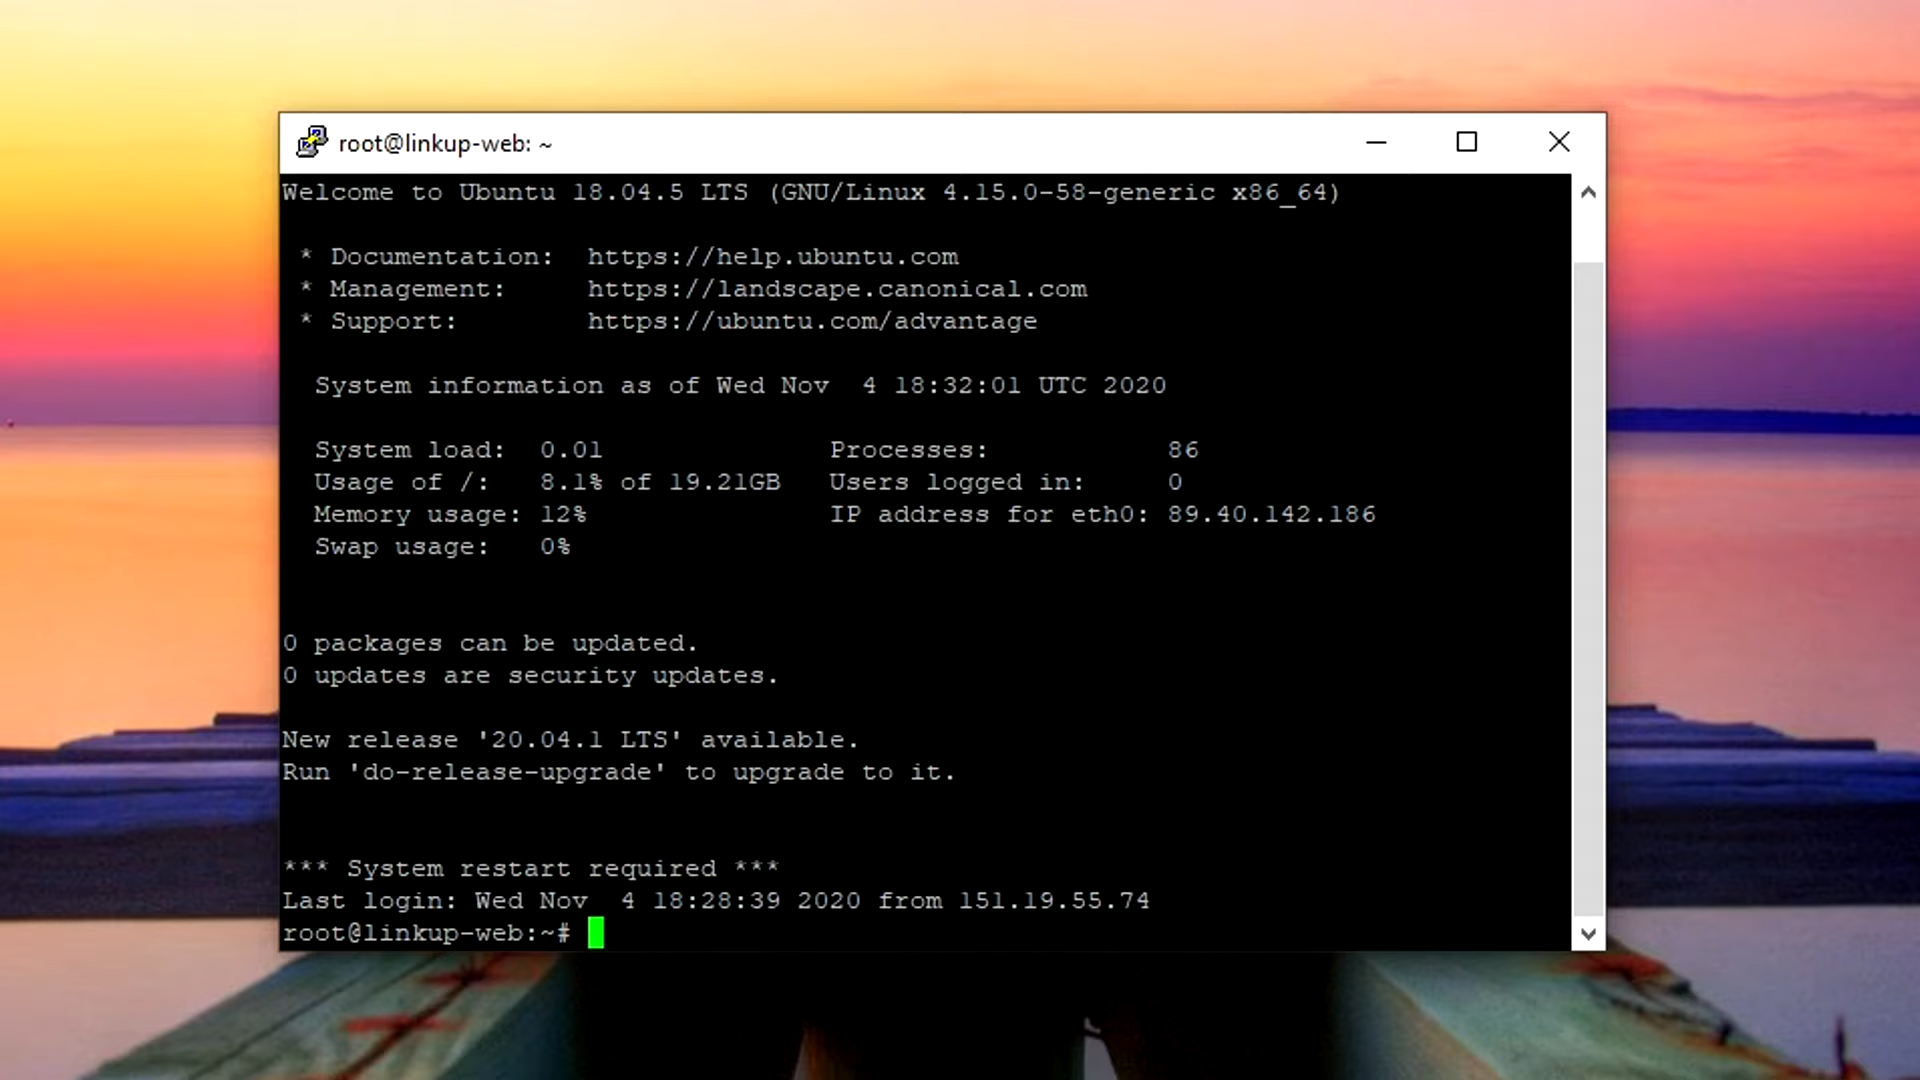 root@linkup-web: ~
Welcome to Ubuntu 18.04.5 LTS (GNU/Linux 4.15.0-58-generic x86_64)
* Documentation:  https://help.ubuntu.com
* Management:     https://landscape.canonical.com
* Support:        https://ubuntu.com/advantage
System information as of Wed Nov  4 18:32:01 UTC 2020
System load:  0.01              Processes:           86
Usage of /:   8.1% of 19.21GB   Users logged in:     0
Memory usage: 12%               IP address for eth0: 89.40.142.186
Swap usage:   0%
0 packages can be updated.
0 updates are security updates.
New release '20.04.1 LTS' available.
Run 'do-release-upgrade' to upgrade to it.
*** System restart required ***
Last login: Wed Nov  4 18:28:39 2020 from 151.19.55.74
root@linkup-web:~#